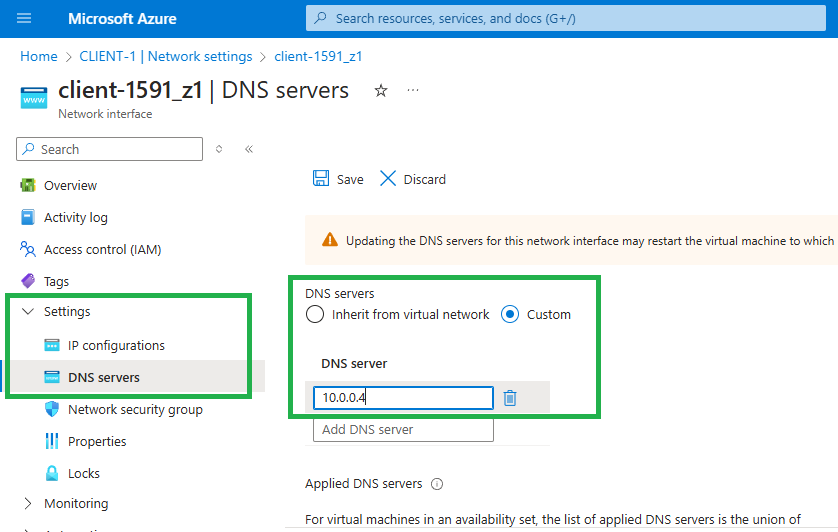 Microsoft Azure
Search resources, services, and docs (G+/)
Home > CLIENT-1 | Network settings > client-1591_z1
www
client-1591_z1 | DNS servers
Network interface
Search
Overview
Activity log
Access control (IAM)
Tags
Settings
IP configurations
DNS servers
Network security group
Properties
Locks
Monitoring
Save
Discard
Updating the DNS servers for this network interface may restart the virtual machine to which
DNS servers
Inherit from virtual network
Custom
DNS server
10.0.0.4
Add DNS server
Applied DNS servers
For virtual machines in an availability set, the list of applied DNS servers is the union of